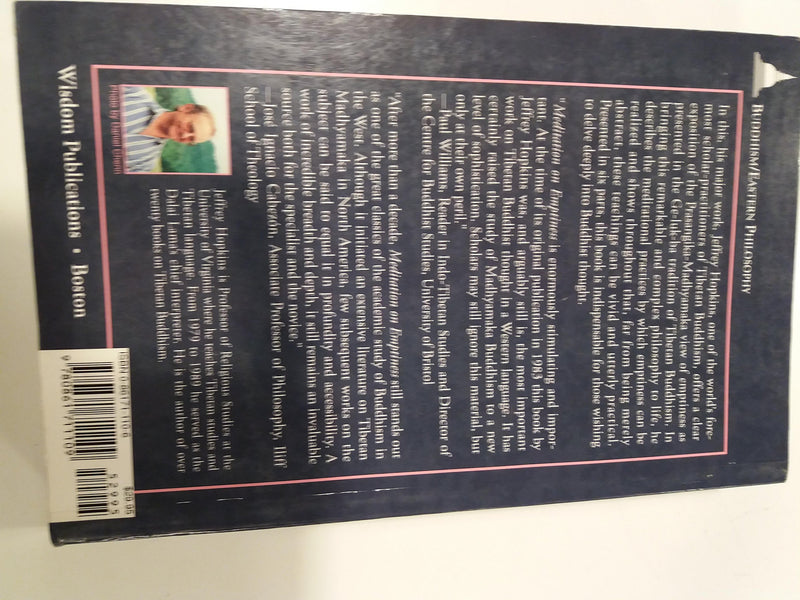 BUDDHISM/EASTERN PHILOSOPHY
In this, his major work, Jeffrey Hopkins, one of the world's fore-
most scholar-practitioners of Tibetan Buddhism, offers a clear
exposition of the Prasangika-Madhyamaka view of emptiness as
presented in the Ge-luk-ba tradition of Tibetan Buddhism. In
bringing this remarkable and complex philosophy to life, he
describes the meditational practices by which emptiness can be
realized and shows throughout that, far from being merely
abstract, these teachings can be vivid and utterly practical.
Presented in six parts, this book is indispensable for those wishing
to delve deeply into Buddhist thought.
"Meditation on Emptiness is enormously stimulating and impor-
tant. At the time of its original publication in 1983 this book by
Jeffrey Hopkins was, and arguably still is, the most important
work on Tibetan Buddhist thought in a Western language. It has
certainly raised the study of Madhyamaka Buddhism to a new
level of sophistication. Scholars may still ignore this material, but
only at their own peril."
—Paul Williams, Reader in Indo-Tibetan Studies and Director of
the Centre for Buddhist Studies, University of Bristol
"After more than a decade, Meditation on Emptiness still stands out
as one of the great classics of the academic study of Buddhism in
the West. Although it initiated an extensive literature on Tibetan
Madhyamaka in North America, few subsequent works on the
subject can be said to equal it in profundity and accessibility. A
work of incredible breadth and depth, it still remains an invaluable
source both for the specialist and the novice."
—José Ignacio Cabezón, Associate Professor of Philosophy, Iliff
School of Theology
Jeffrey Hopkins is Professor of Religious Studies at the
University of Virginia where he teaches Tibetan studies and
Tibetan language. From 1979 to 1989 he served as the
Dalai Lama's chief interpreter. He is the author of over
twenty books on Tibetan Buddhism.
Photo by Daniel
Wisdom Publications • Boston
ISBN 0-86171-110-6
$29.95
52995
9 780861 711109